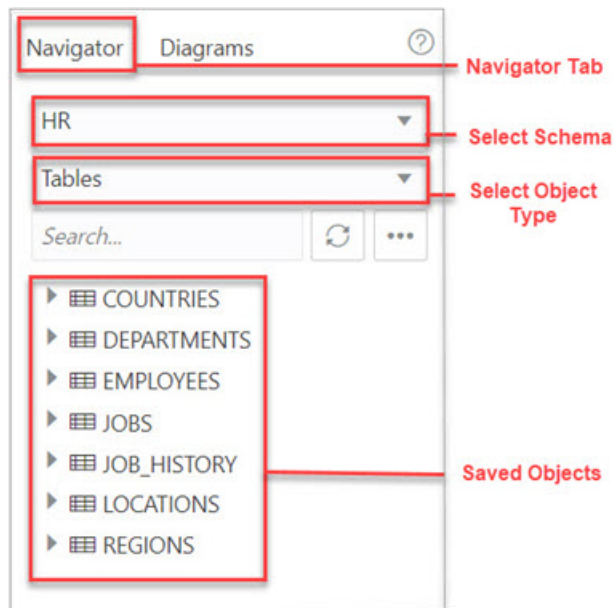 Navigator Diagrams
Navigator Tab
HR
Select Schema
Tables
Select Object
Type
Search...
COUNTRIES
DEPARTMENTS
EMPLOYEES
JOBS
JOB_HISTORY
Saved Objects
LOCATIONS
REGIONS